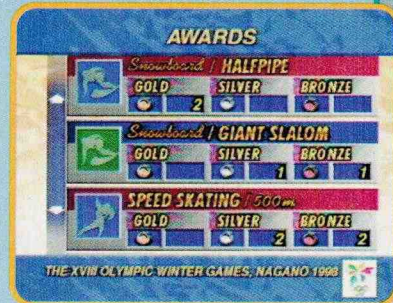 AWARDS
Snowboard / HALFPIPE
GOLD SILVER BRONZE
2
Snowboard / GIANT SLALOM
GOLD SILVER BRONZE
1 1
SPEED SKATING / 500m
GOLD SILVER BRONZE
2 2
THE XVIII OLYMPIC WINTER GAMES, NAGANO 1998